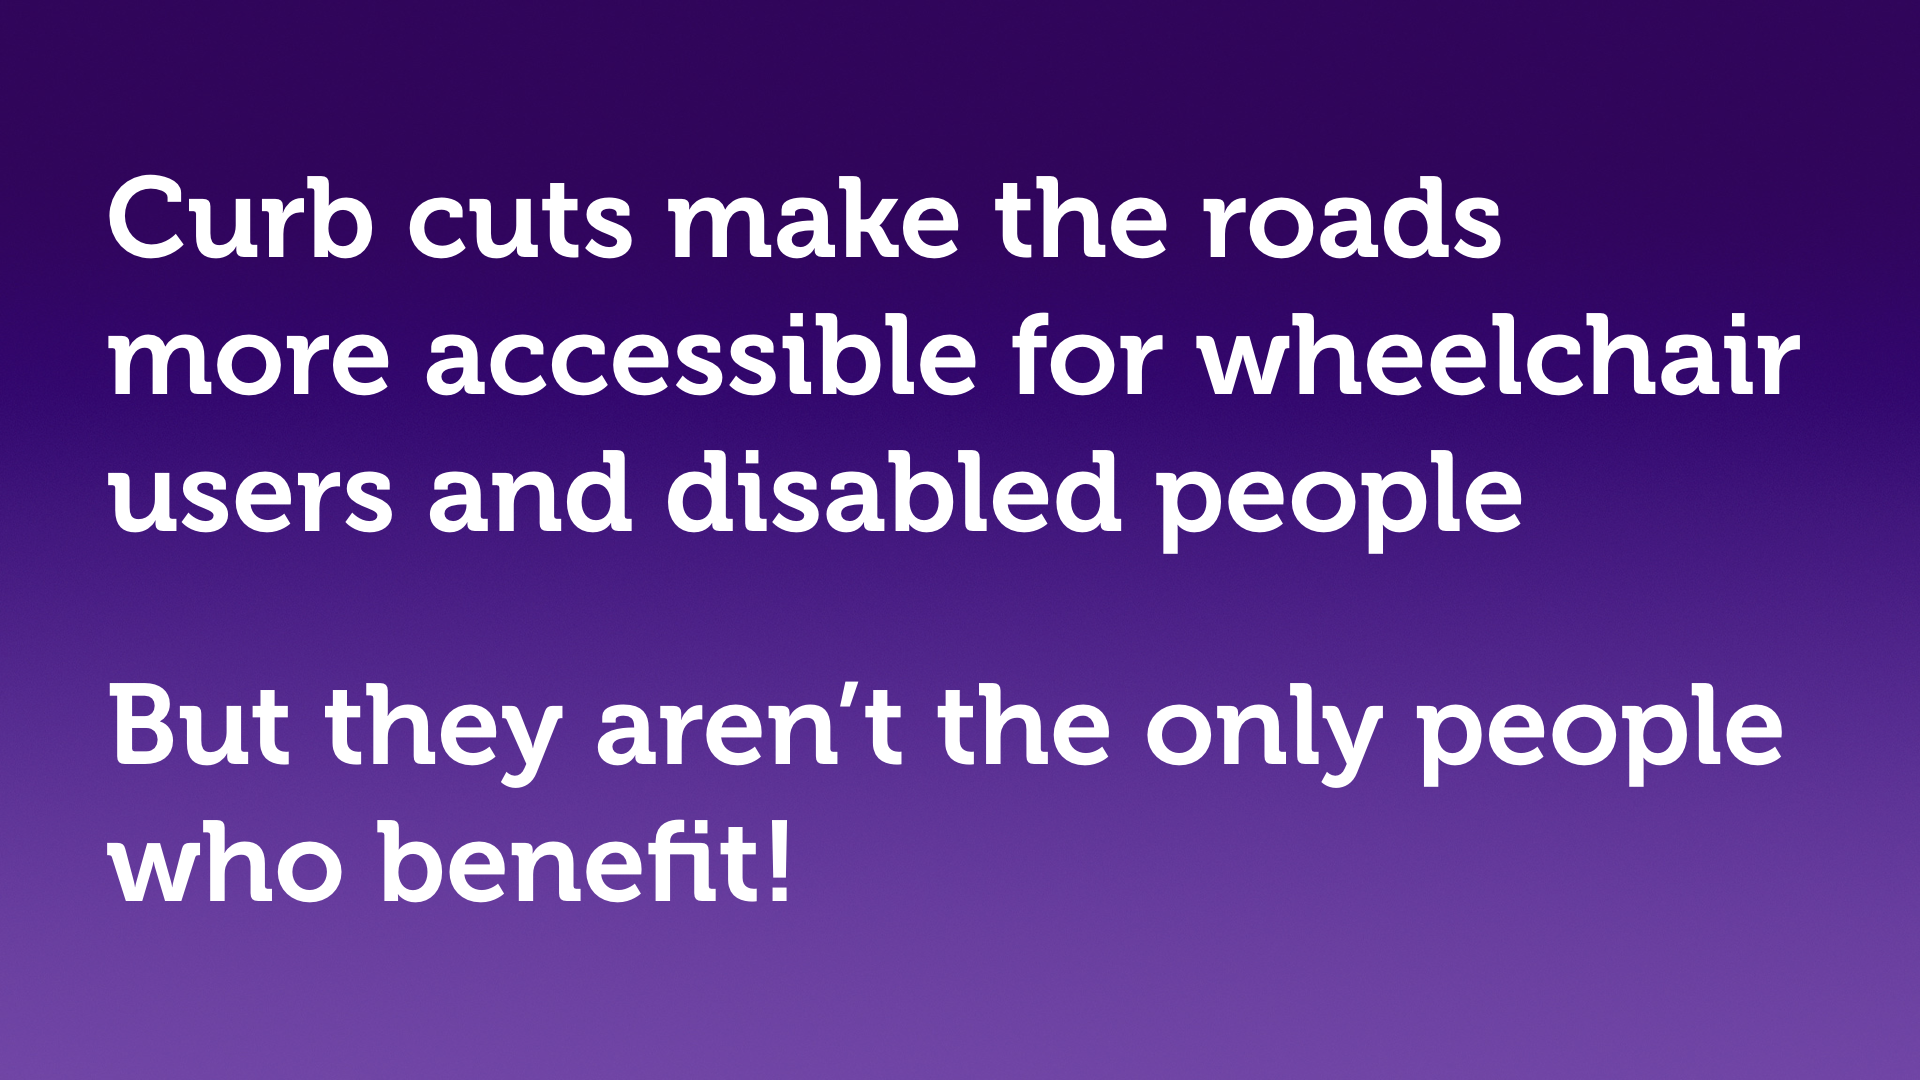 Curb cuts make the roads
more accessible for wheelchair
users and disabled people
But they aren’t the only people
who benefit!